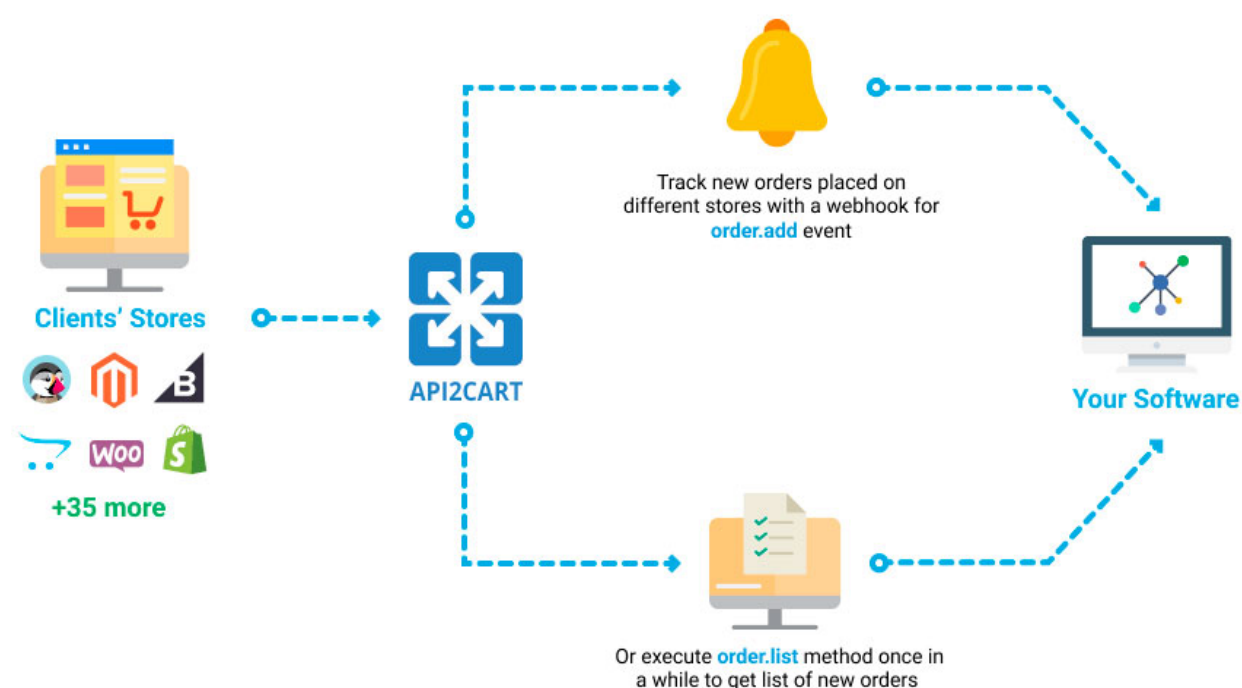 Track new orders placed on
different stores with a webhook for
order.add event
Clients' Stores
B
WOO
S
+35 more
API2CART
Your Software
Or execute order.list method once in
a while to get list of new orders